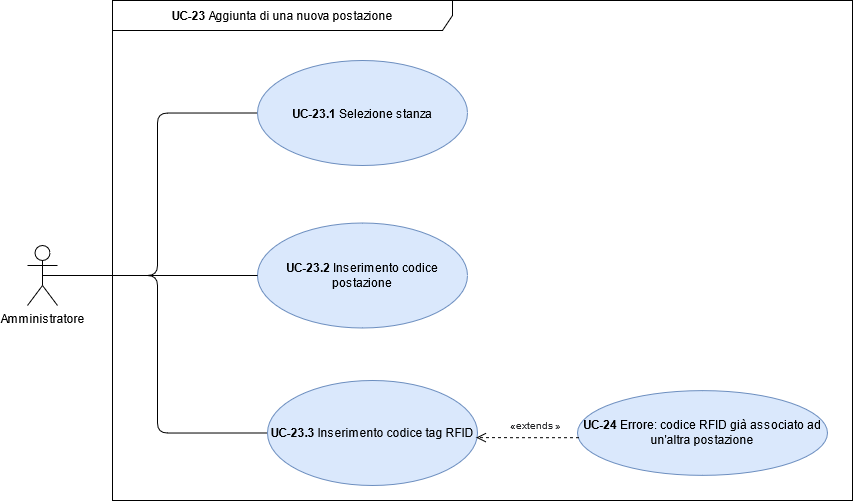 UC-23 Aggiunta di una nuova postazione
UC-23.1 Selezione stanza
UC-23.2 Inserimento codice
postazione
Amministratore
UC-23.3 Inserimento codice tag RFID
«extends»
UC-24 Errore: codice RFID già associato ad
un'altra postazione